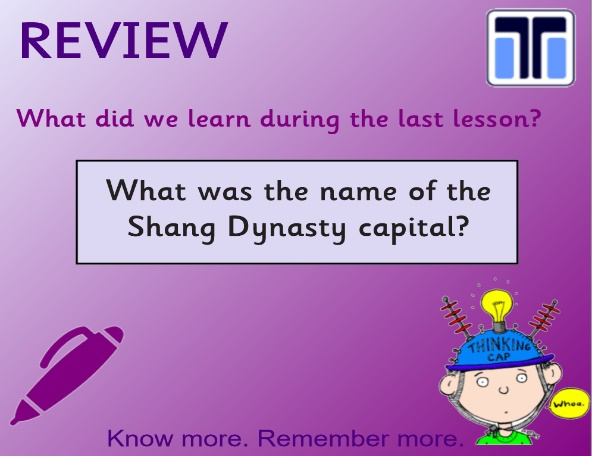 REVIEW
What did we learn during the last lesson?
What was the name of the
Shang Dynasty capital?
THINKING
CAP
Whoa.
Know more. Remember more.